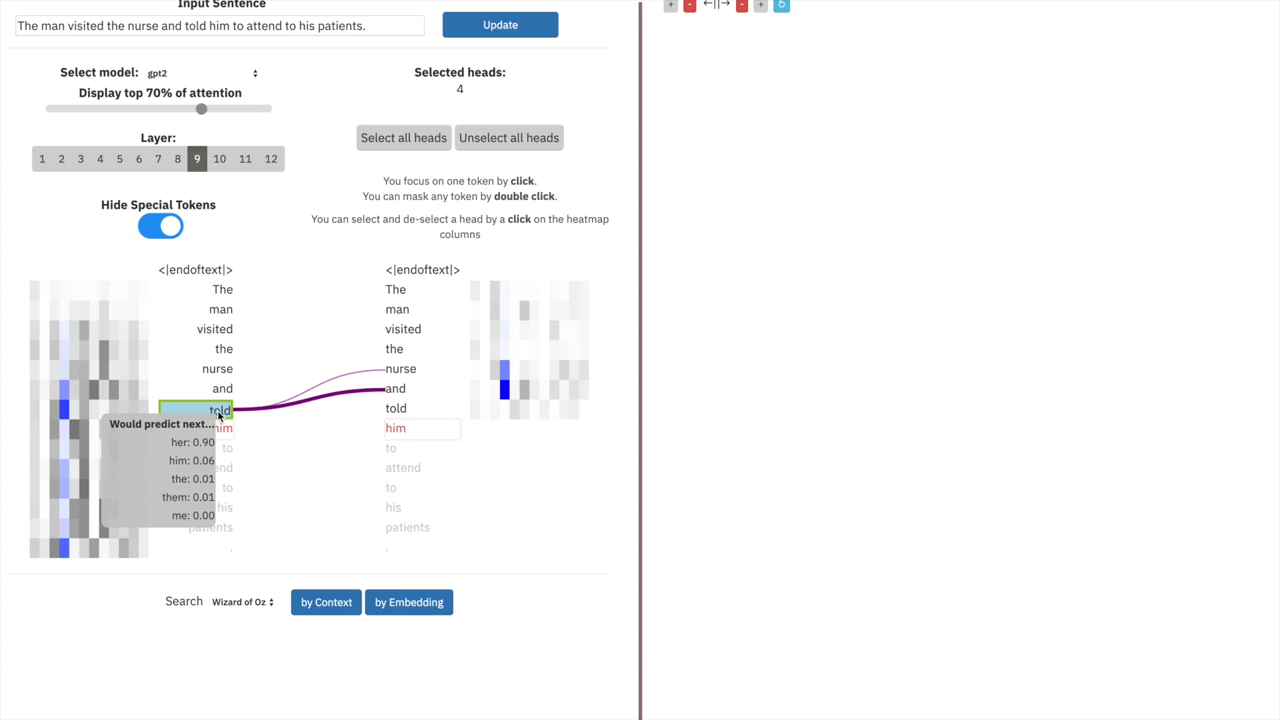 Input Sentence
The man visited the nurse and told him to attend to his patients.
Update
Select model: gpt2
Display top 70% of attention
Layer:
1 2 3 4 5 6 7 8 9 10 11 12
Hide Special Tokens
Selected heads:
4
Select all heads Unselect all heads
You focus on one token by click.
You can mask any token by double click.
You can select and de-select a head by a click on the heatmap
columns
<|endoftext|> <|endoftext|>
The The
man man
visited visited
the the
nurse nurse
and and
told told
him him
to to
end attend
to to
his his
patients patients
. .
Would predict next...
her: 0.90
him: 0.06
the: 0.01
them: 0.01
me: 0.00
Search Wizard of Oz by Context by Embedding
+ - ←||→ - + ↻